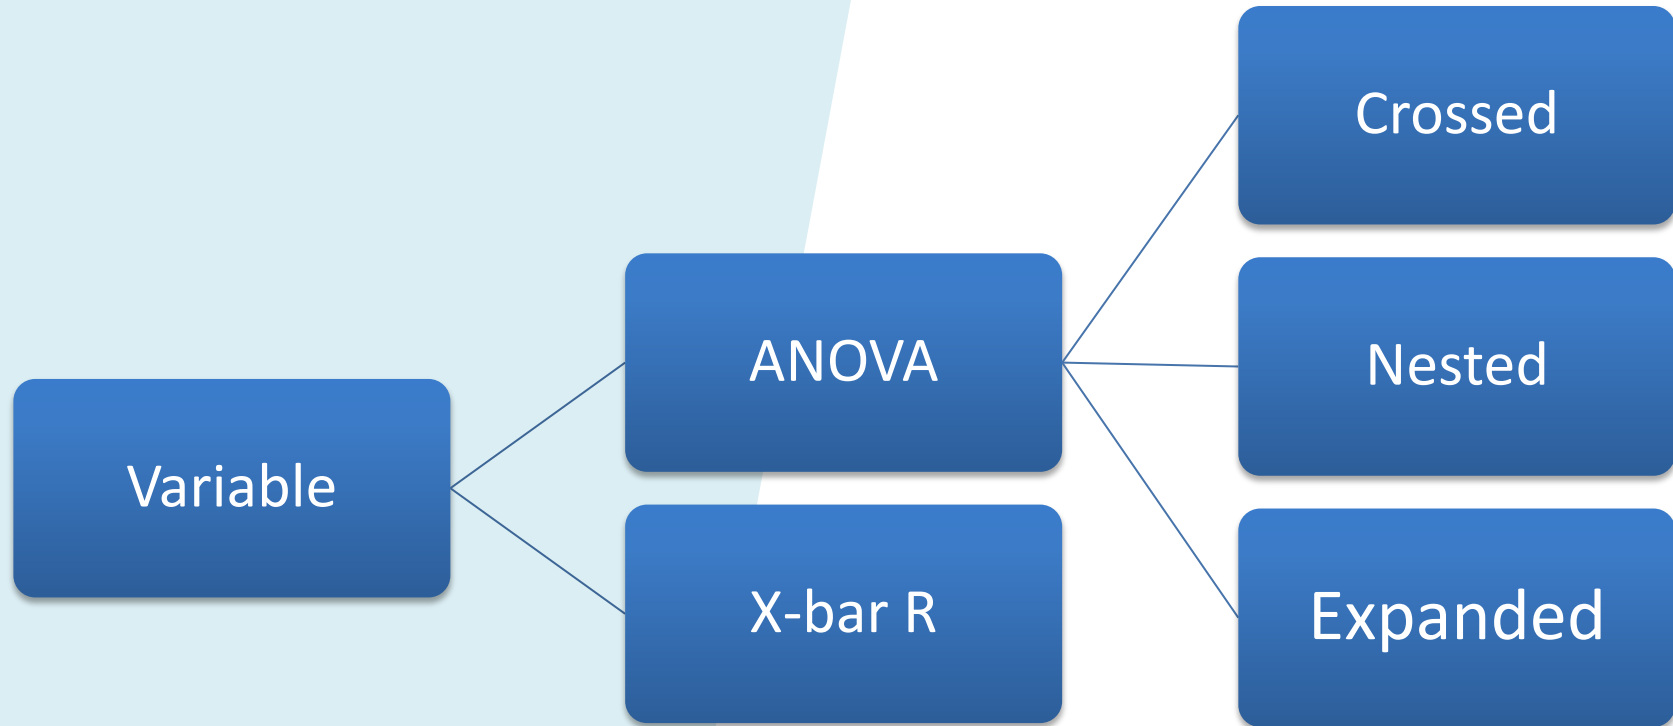 Variable
ANOVA
X-bar R
Crossed
Nested
Expanded